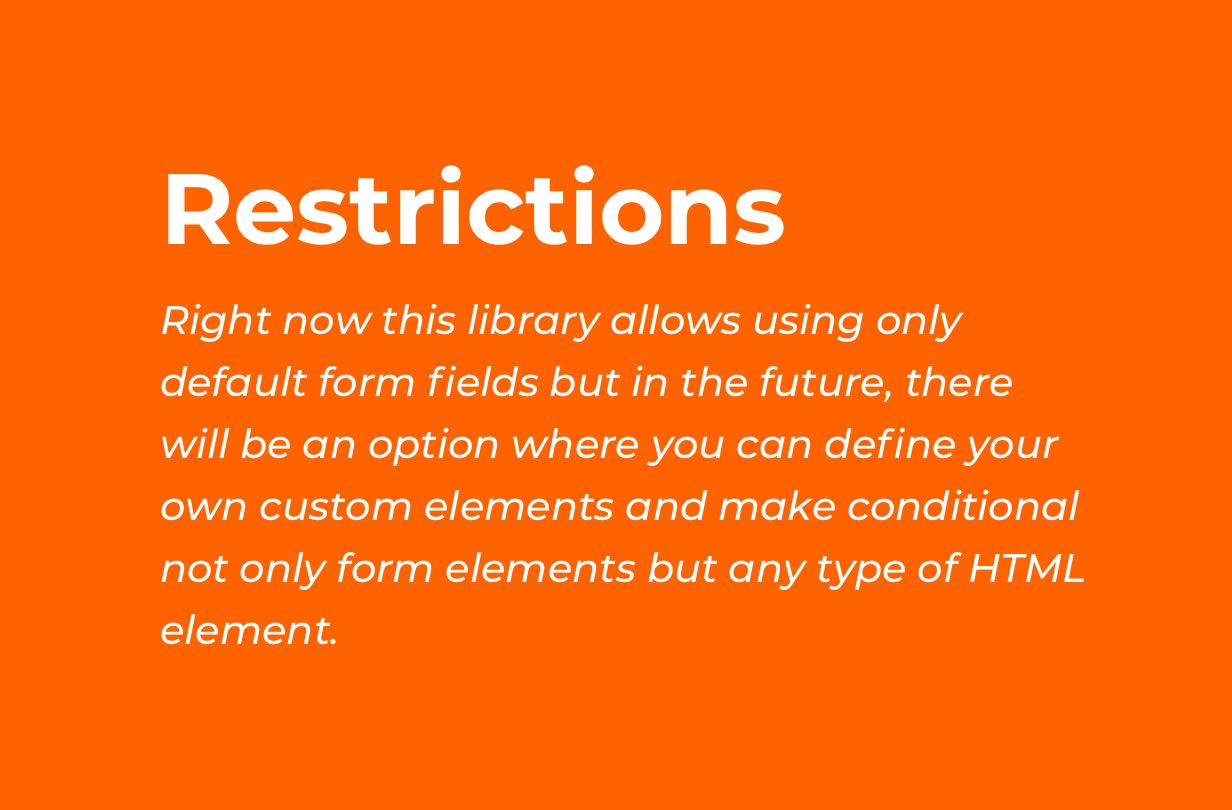 Restrictions
Right now this library allows using only
default form fields but in the future, there
will be an option where you can define your
own custom elements and make conditional
not only form elements but any type of HTML
element.